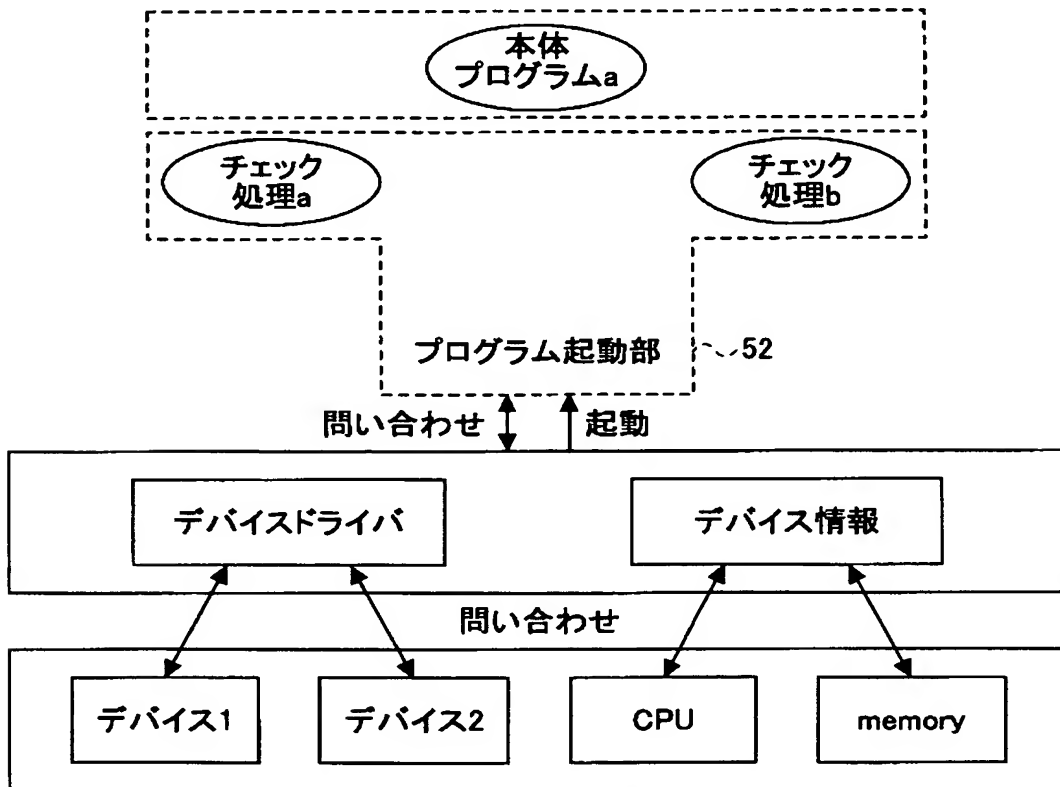 本体
プログラムa
チェック
処理a
チェック
処理b
プログラム起動部
52
問い合わせ
起動
デバイスドライバ
デバイス情報
問い合わせ
デバイス1
デバイス2
CPU
memory